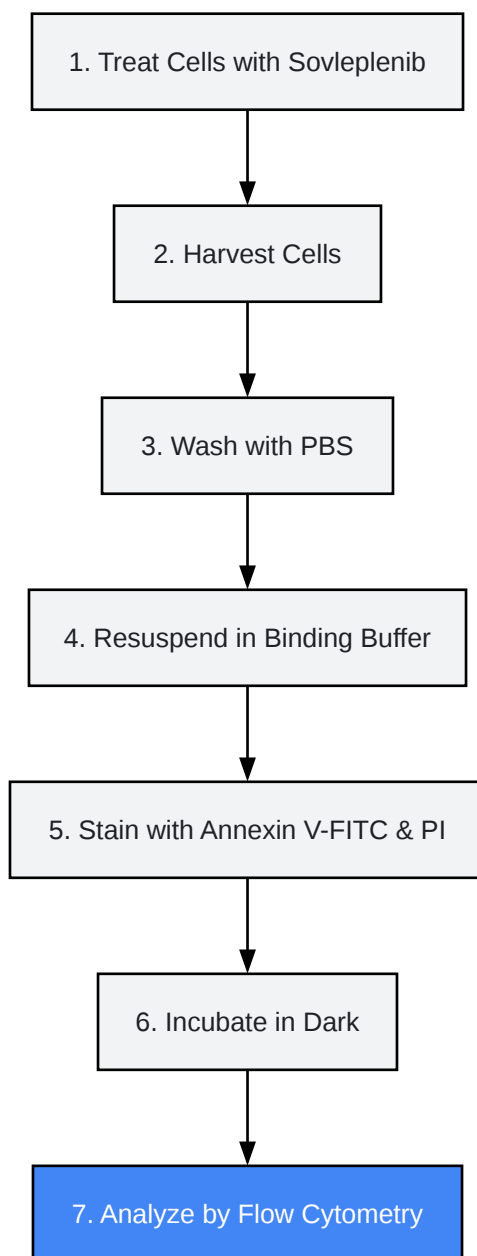 1. Treat Cells with Sovleplenib
2. Harvest Cells
3. Wash with PBS
4. Resuspend in Binding Buffer
5. Stain with Annexin V-FITC & PI
6. Incubate in Dark
7. Analyze by Flow Cytometry